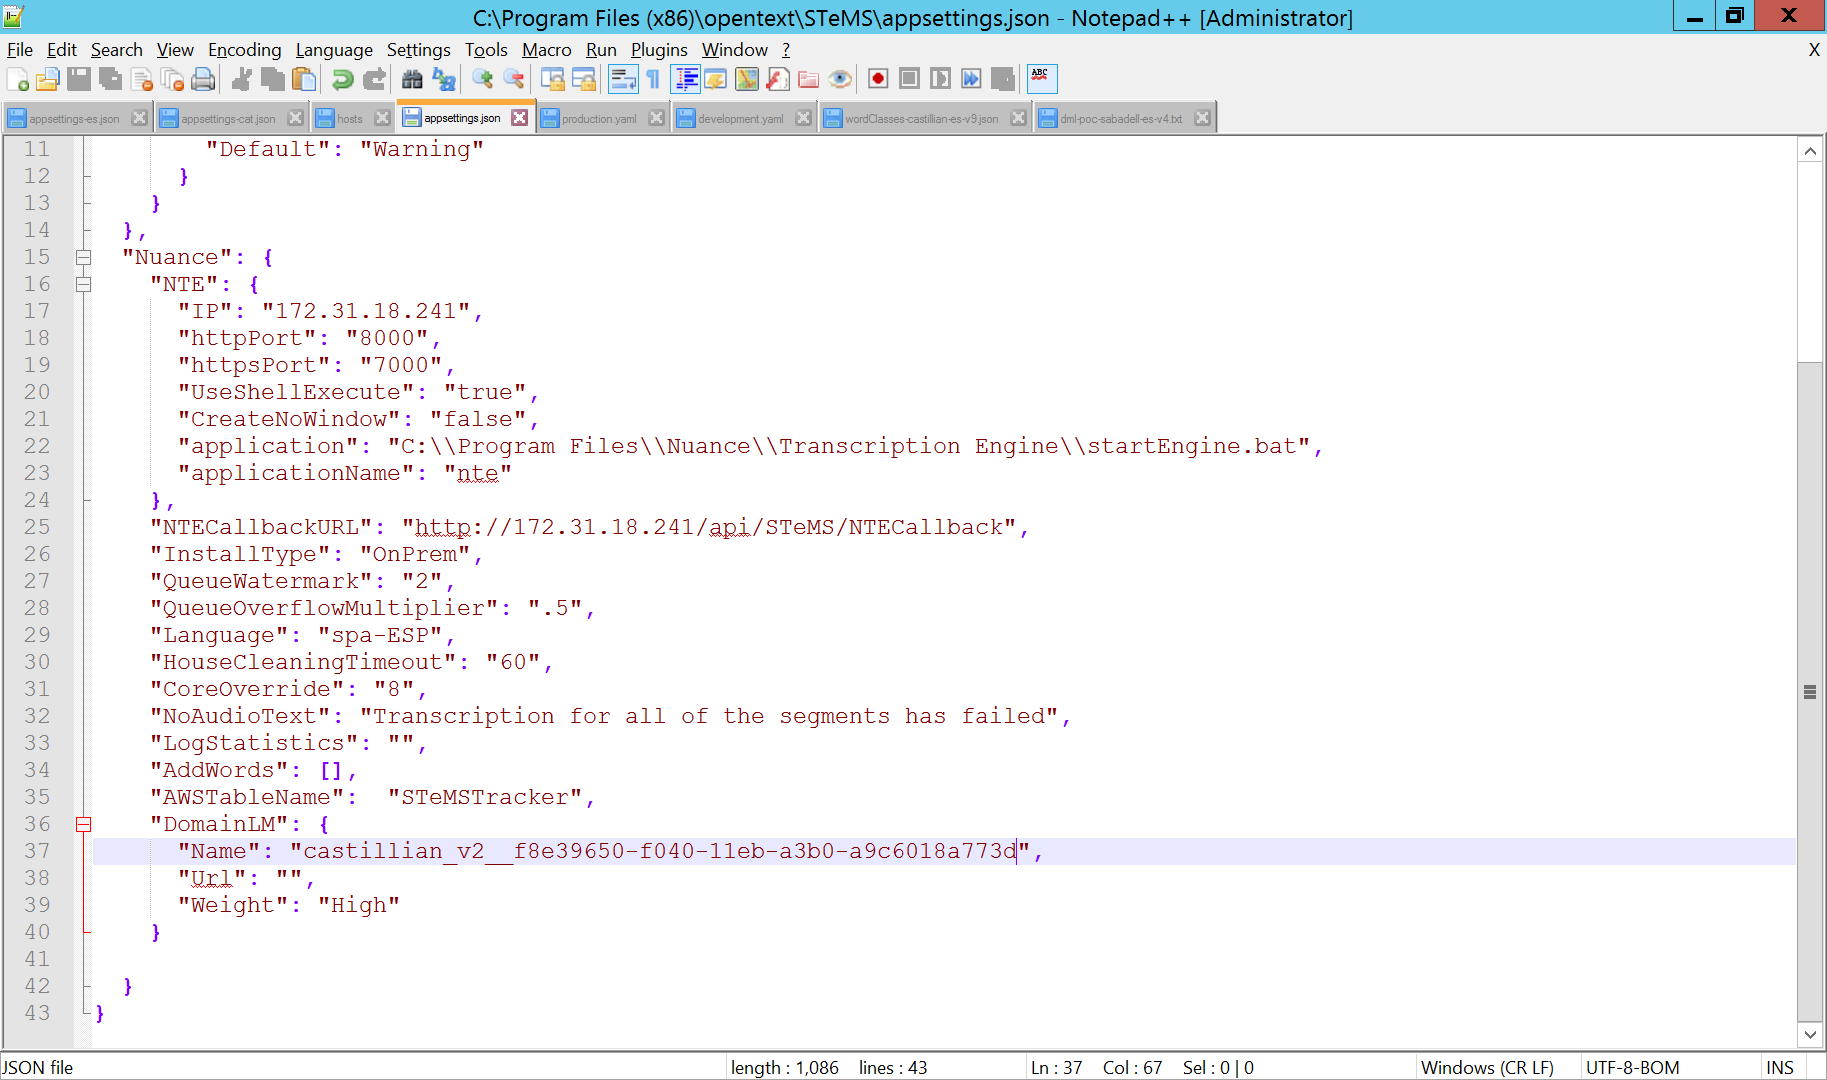 C:\Program Files (x86)\opentext\STeMS\appsettings.json - Notepad++ [Administrator]
File Edit Search View Encoding Language Settings Tools Macro Run Plugins Window ? X
appsettings-es.json appsettings-cat.json hosts appsettings.json production.yaml development.yaml wordClasses-castillian-es-v9.json dml-poc-sabadell-es-v4.txt
11 "Default": "Warning"
12 }
13 }
14 },
15 "Nuance": {
16 "NTE": {
17 "IP": "172.31.18.241",
18 "httpPort": "8000",
19 "httpsPort": "7000",
20 "UseShellExecute": "true",
21 "CreateNoWindow": "false",
22 "application": "C:\\Program Files\\Nuance\\Transcription Engine\\startEngine.bat",
23 "applicationName": "nte"
24 },
25 "NTECallbackURL": "http://172.31.18.241/api/STeMS/NTECallback",
26 "InstallType": "OnPrem",
27 "QueueWatermark": "2",
28 "QueueOverflowMultiplier": ".5",
29 "Language": "spa-ESP",
30 "HouseCleaningTimeout": "60",
31 "CoreOverride": "8",
32 "NoAudioText": "Transcription for all of the segments has failed",
33 "LogStatistics": "",
34 "AddWords": [],
35 "AWSTableName":  "STeMSTracker",
36 "DomainLM": {
37 "Name": "castillian_v2__f8e39650-f040-11eb-a3b0-a9c6018a773d",
38 "Url": "",
39 "Weight": "High"
40 }
41
42 }
43 }
JSON file length : 1,086 lines : 43 Ln : 37 Col : 67 Sel : 0 | 0 Windows (CR LF) UTF-8-BOM INS